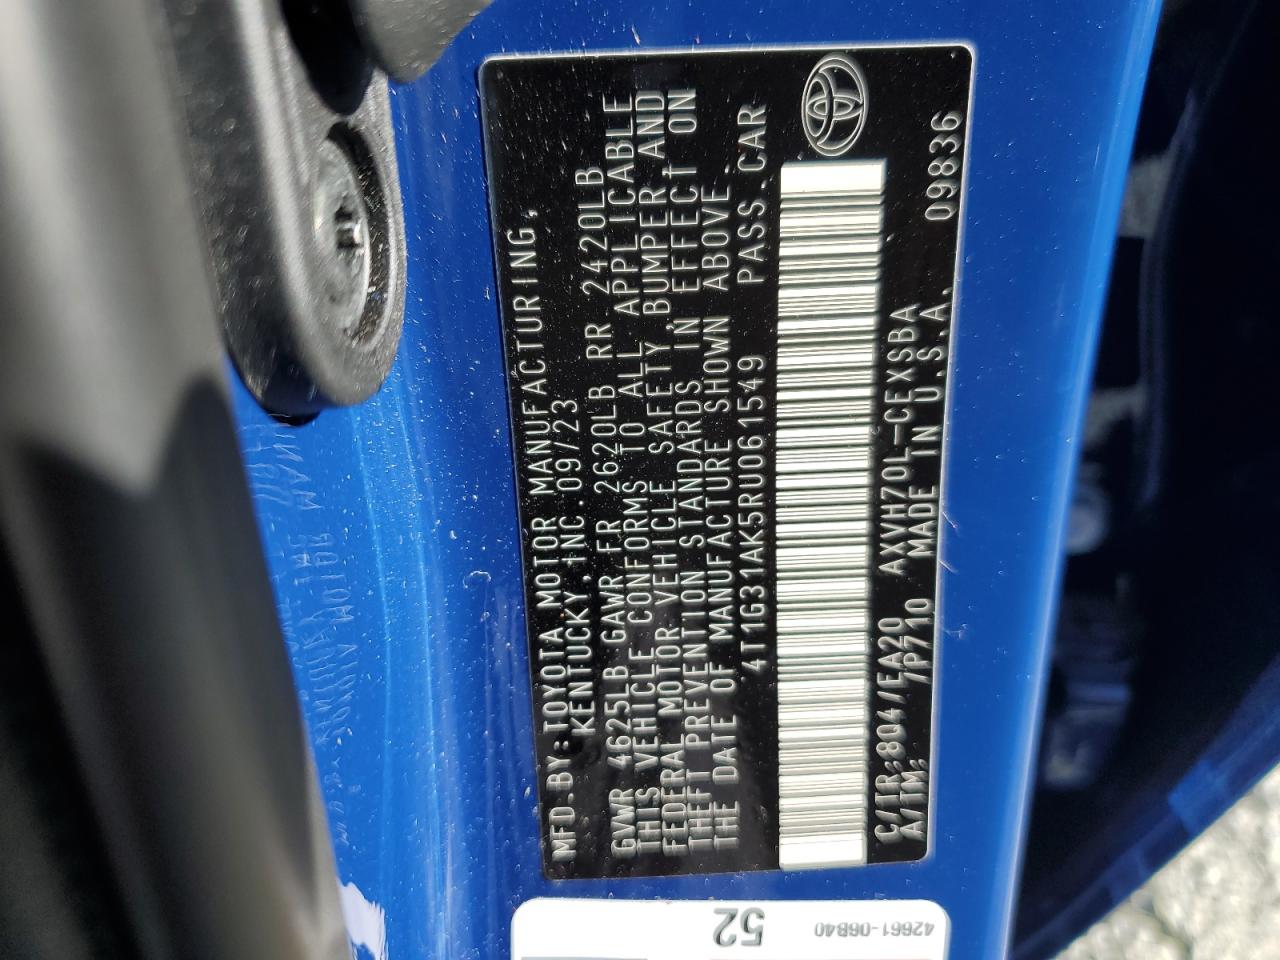 MFD.BY:TOYOTA MOTOR MANUFACTURING,
KENTUCKY,INC.09/23
GVWR 4625LB GAWR FR 2620LB RR 2420LB
THIS VEHICLE CONFORMS TO ALL APPLICABLE
FEDERAL MOTOR VEHICLE SAFETY,BUMPER,AND
THEFT PREVENTION STANDARDS IN EFFECT ON
THE DATE OF MANUFACTURE SHOWN ABOVE.
4T1G31AK5RU061549 PASS.CAR
C/TR:8Q4/EA20 AXVH70L-CEXSBA 09836
A/TM: /P710 MADE IN U.S.A.
52
42661-06B40